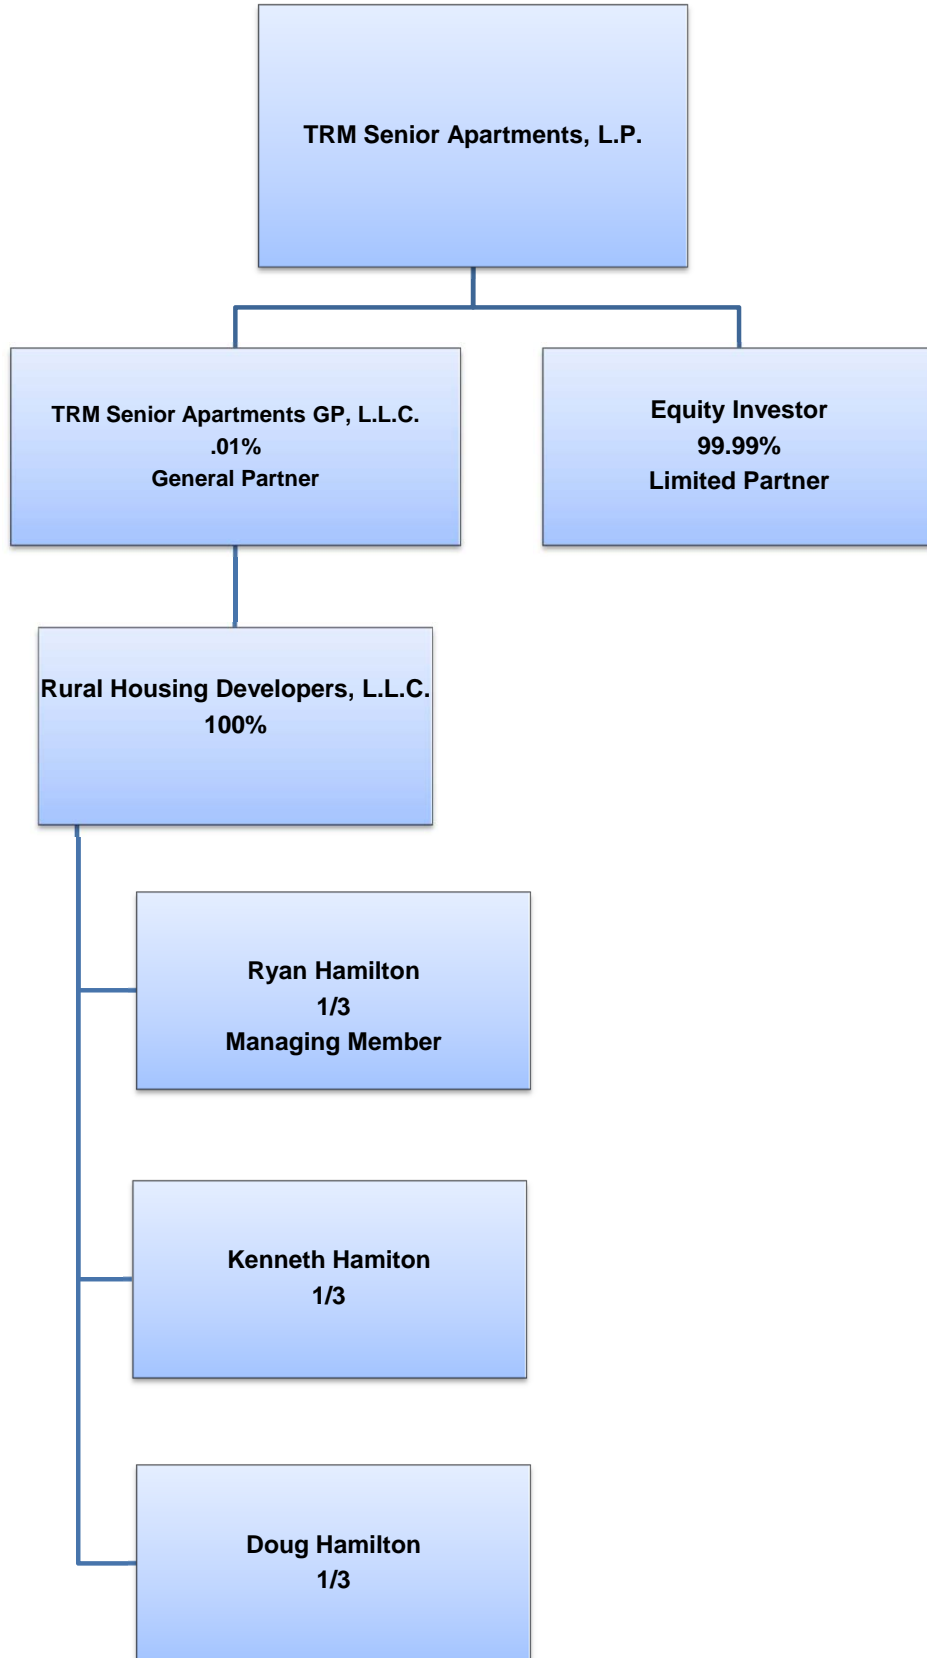 TRM Senior Apartments, L.P.
TRM Senior Apartments GP, L.L.C.
.01%
General Partner
Equity Investor
99.99%
Limited Partner
Rural Housing Developers, L.L.C.
100%
Ryan Hamilton
1/3
Managing Member
Kenneth Hamiton
1/3
Doug Hamilton
1/3